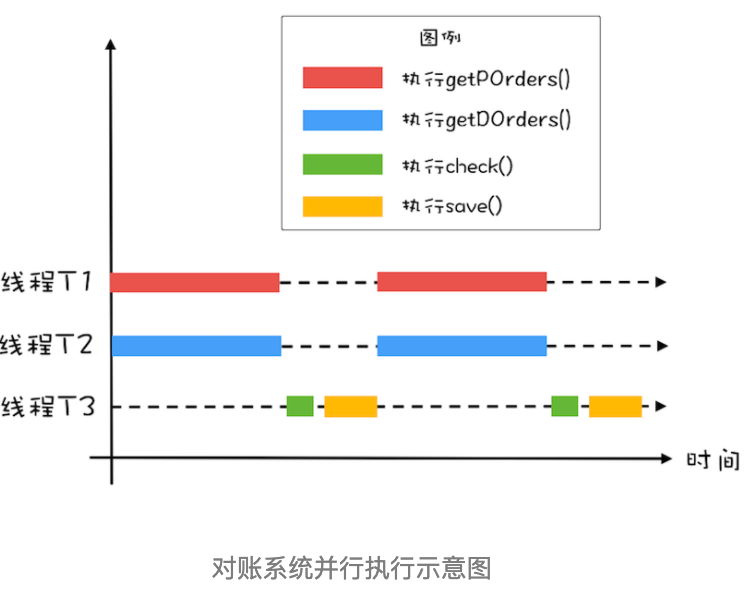 图例
执行getPOrders()
执行getDOrders()
执行check()
执行save()
线程T1
线程T2
线程T3
时间
对账系统并行执行示意图